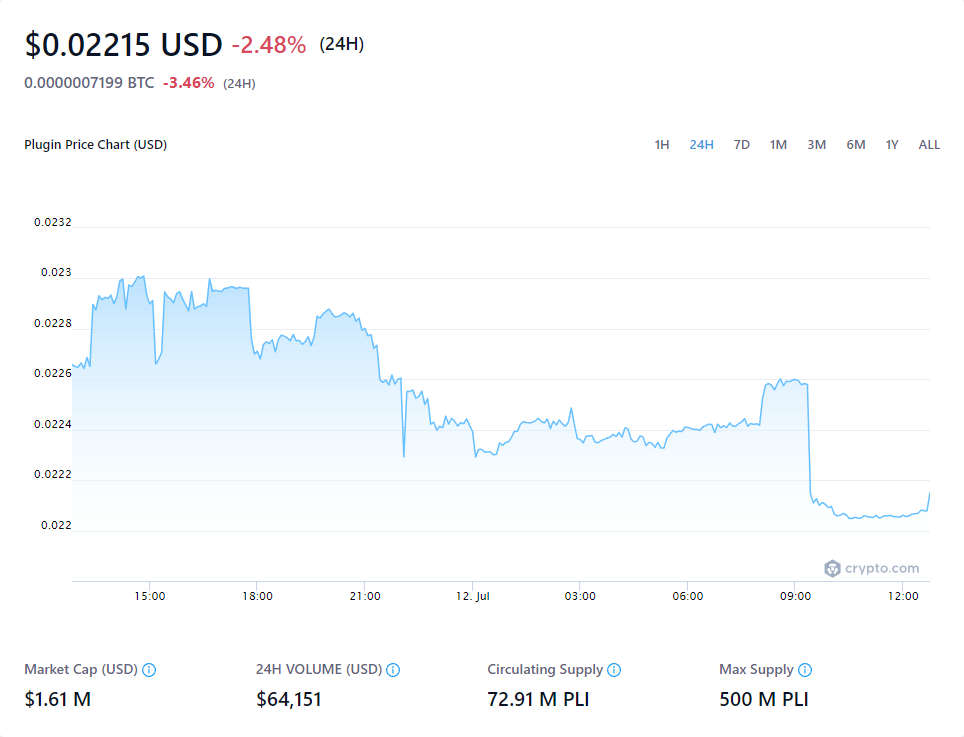 $0.02215 USD -2.48% (24H)
0.0000007199 BTC -3.46% (24H)
Plugin Price Chart (USD) 1H 24H 7D 1M 3M 6M 1Y ALL
0.0232
0.023
0.0228
0.0226
0.0224
0.0222
0.022
crypto.com
15:00 18:00 21:00 12. Jul 03:00 06:00 09:00 12:00
Market Cap (USD) 24H VOLUME (USD) Circulating Supply Max Supply
$1.61 M $64,151 72.91 M PLI 500 M PLI